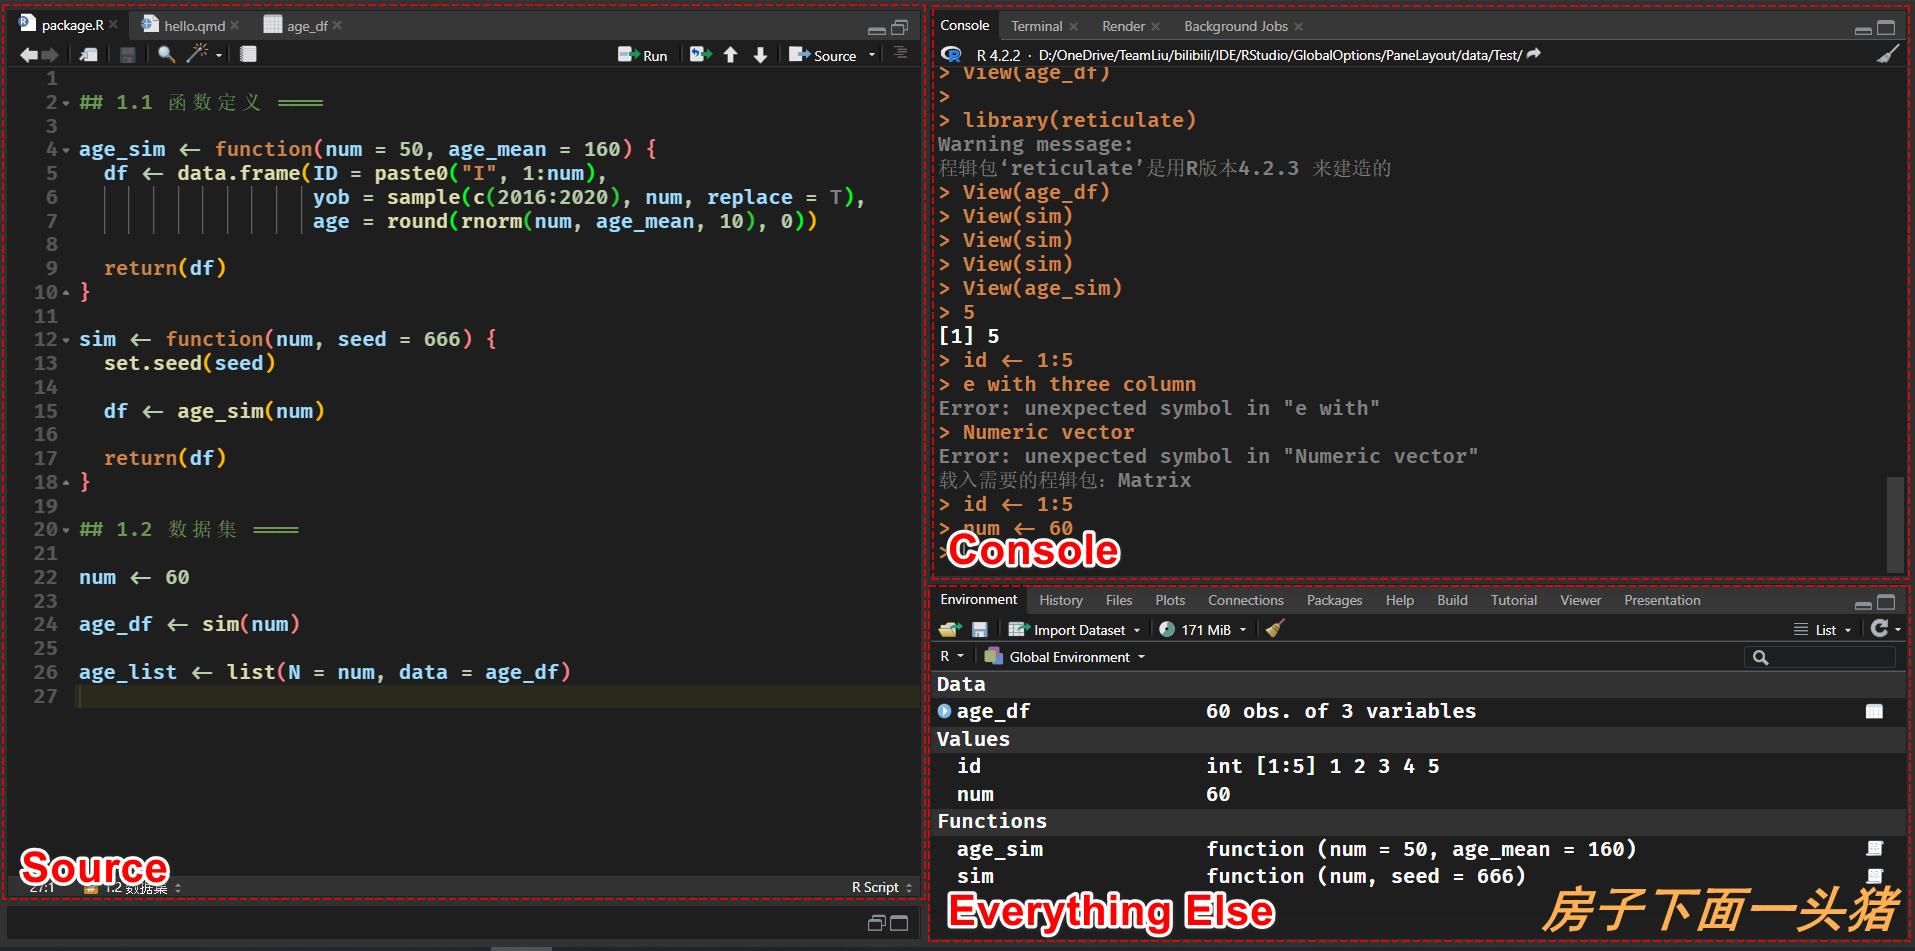 package.R
hello.qmd
age_df
Run
Source
1
2 ## 1.1 函数定义 ════
3
4 age_sim <- function(num = 50, age_mean = 160) {
5 df <- data.frame(ID = paste0("I", 1:num),
6 yob = sample(c(2016:2020), num, replace = T),
7 age = round(rnorm(num, age_mean, 10), 0))
8
9 return(df)
10 }
11
12 sim <- function(num, seed = 666) {
13 set.seed(seed)
14
15 df <- age_sim(num)
16
17 return(df)
18 }
19
20 ## 1.2 数据集 ════
21
22 num <- 60
23
24 age_df <- sim(num)
25
26 age_list <- list(N = num, data = age_df)
27
Source
27:1 # 1.2 数据集
R Script
Console Terminal Render Background Jobs
R 4.2.2 · D:/OneDrive/TeamLiu/bilibili/IDE/RStudio/GlobalOptions/PaneLayout/data/Test/
> View(age_df)
>
> library(reticulate)
Warning message:
程辑包‘reticulate’是用R版本4.2.3 来建造的
> View(age_df)
> View(sim)
> View(sim)
> View(sim)
> View(age_sim)
> 5
[1] 5
> id <- 1:5
> e with three column
Error: unexpected symbol in "e with"
> Numeric vector
Error: unexpected symbol in "Numeric vector"
载入需要的程辑包：Matrix
> id <- 1:5
> num <- 60
>
Console
Environment History Files Plots Connections Packages Help Build Tutorial Viewer Presentation
Import Dataset 171 MiB List
R Global Environment
Data
age_df 60 obs. of 3 variables
Values
id int [1:5] 1 2 3 4 5
num 60
Functions
age_sim function (num = 50, age_mean = 160)
sim function (num, seed = 666)
Everything Else
房子下面一头猪